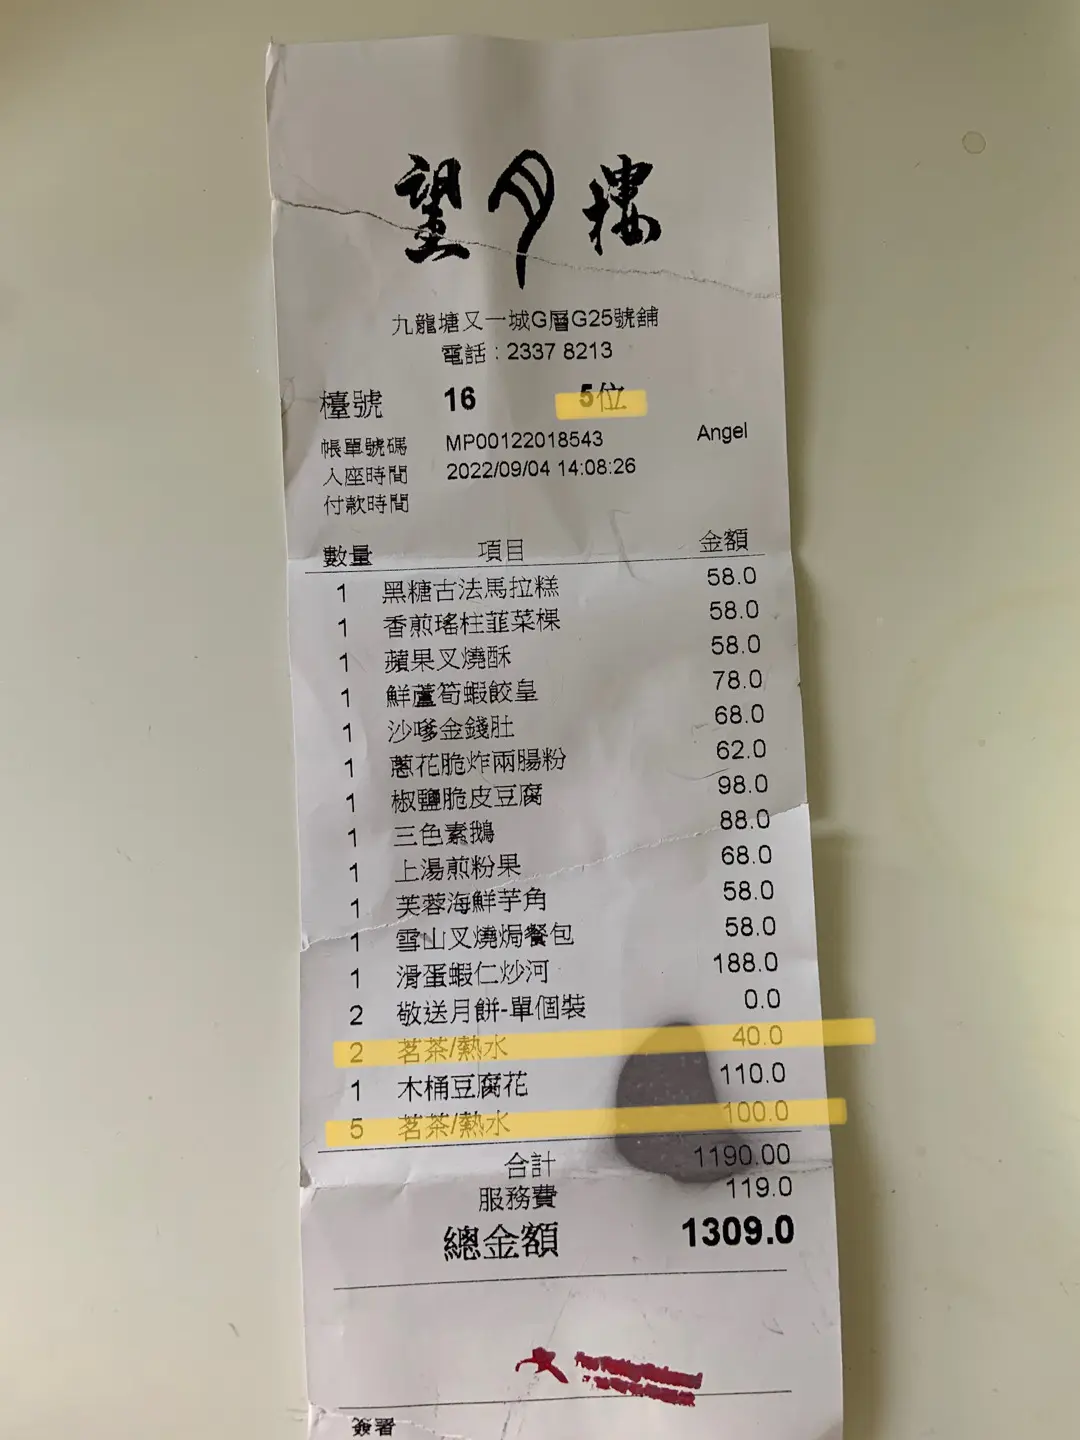 望月樓
九龍塘又一城G層G25號舖
電話：2337 8213
檯號 16 5位
帳單號碼 MP00122018543 Angel
入座時間 2022/09/04 14:08:26
付款時間
數量 項目 金額
1 黑糖古法馬拉糕 58.0
1 香煎瑤柱韮菜粿 58.0
1 蘋果叉燒酥 58.0
1 鮮蘆筍蝦餃皇 78.0
1 沙嗲金錢肚 68.0
1 蔥花脆炸兩腸粉 62.0
1 椒鹽脆皮豆腐 98.0
1 三色素鵝 88.0
1 上湯煎粉果 68.0
1 芙蓉海鮮芋角 58.0
1 雪山叉燒焗餐包 58.0
1 滑蛋蝦仁炒河 188.0
2 敬送月餅-單個裝 0.0
2 茗茶/熱水 40.0
1 木桶豆腐花 110.0
5 茗茶/熱水 100.0
合計 1190.00
服務費 119.0
總金額 1309.0
簽署